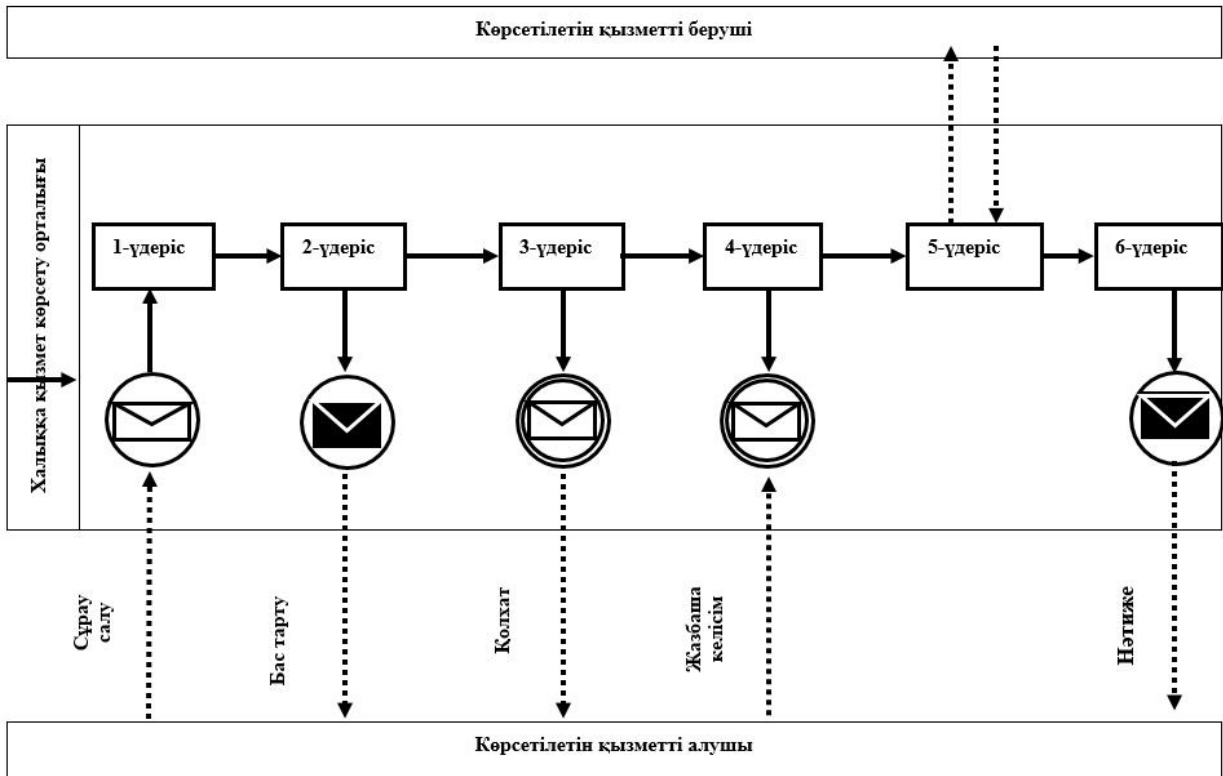 Көрсетілетін қызметті беруші
Халыққа қызмет көрсету орталығы
1-үдеріс
2-үдеріс
3-үдеріс
4-үдеріс
5-үдеріс
6-үдеріс
Сұрау
салу
Бас тарту
Қолхат
Жазбаша
келісім
Нәтиже
Көрсетілетін қызметті алушы